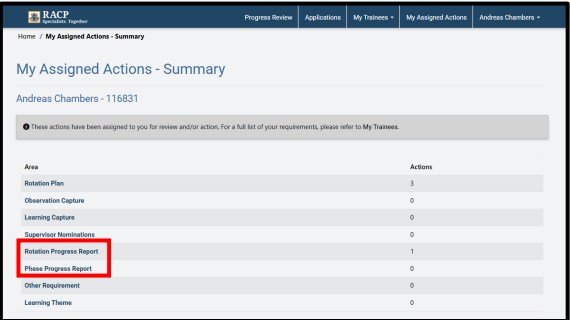 RACP
Specialists. Together
Progress Review Applications My Trainees My Assigned Actions Andreas Chambers
Home / My Assigned Actions - Summary
My Assigned Actions - Summary
Andreas Chambers - 116831
These actions have been assigned to you for review and/or action. For a full list of your requirements, please refer to My Trainees.
Area Actions
Rotation Plan 3
Observation Capture 0
Learning Capture 0
Supervisor Nominations 0
Rotation Progress Report 1
Phase Progress Report 0
Other Requirement 0
Learning Theme 0